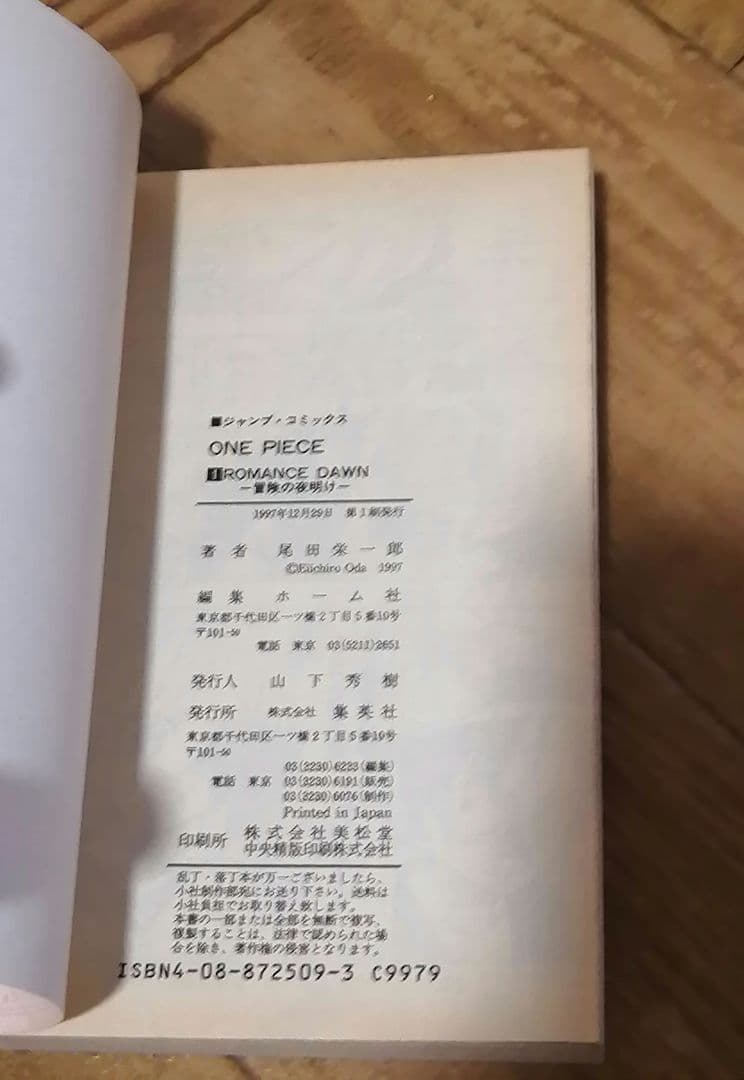 ■ジャンプ・コミックス
ONE PIECE
1 ROMANCE DAWN
—冒険の夜明け—
1997年12月29日 第1刷発行
著者 尾田栄一郎
©Eiichiro Oda 1997
編集 ホーム社
東京都千代田区一ツ橋2丁目5番10号
〒101-50
電話 東京 03(5211)2651
発行人 山下秀樹
発行所 株式会社 集英社
東京都千代田区一ツ橋2丁目5番10号
〒101-50
03(3230)6223(編集)
電話 東京 03(3230)6191(販売)
03(3230)6076(制作)
Printed in Japan
印刷所 株式会社美松堂
中央精版印刷株式会社
乱丁・落丁本が万一ございましたら、
小社制作部宛にお送り下さい。送料は
小社負担でお取り替え致します。
本書の一部または全部を無断で複写、
複製することは、法律で認められた場
合を除き、著作権の侵害となります。
ISBN4-08-872509-3 C9979